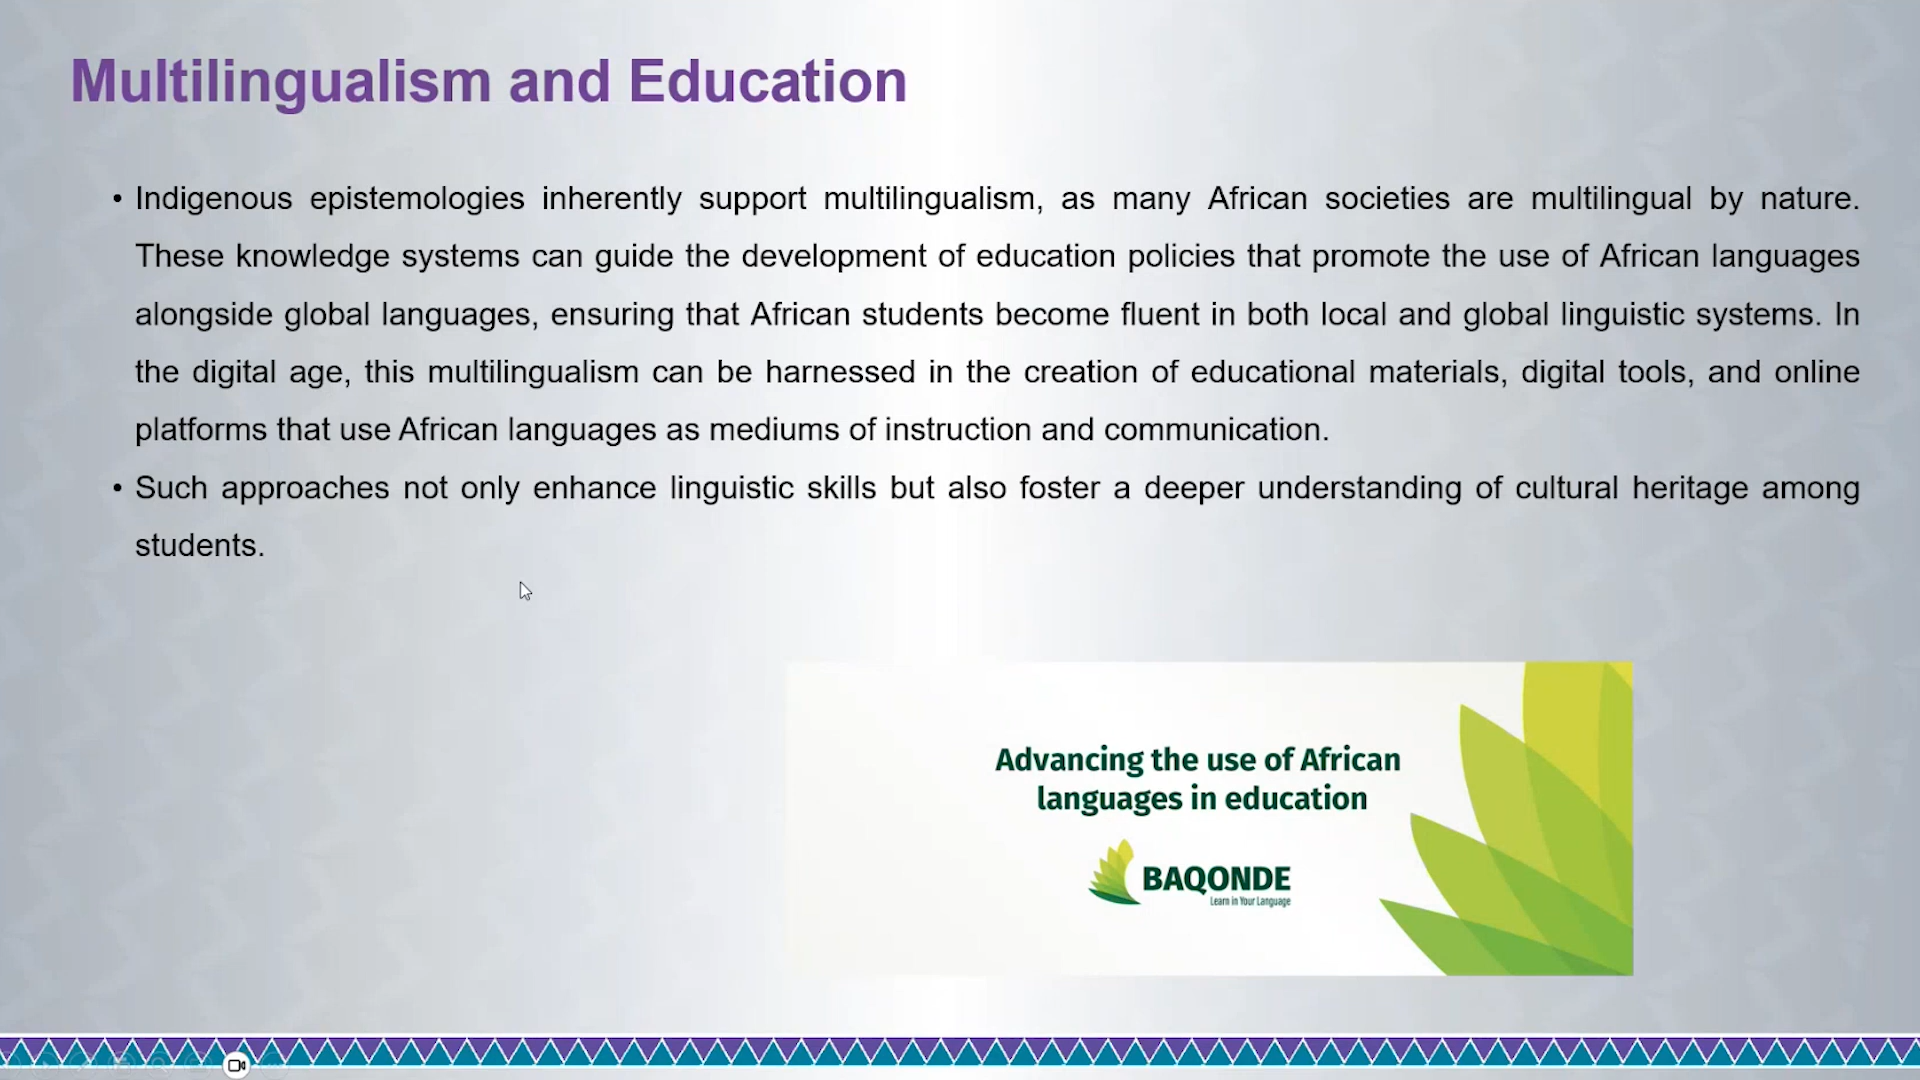 Multilingualism and Education
• Indigenous epistemologies inherently support multilingualism, as many African societies are multilingual by nature.
These knowledge systems can guide the development of education policies that promote the use of African languages
alongside global languages, ensuring that African students become fluent in both local and global linguistic systems. In
the digital age, this multilingualism can be harnessed in the creation of educational materials, digital tools, and online
platforms that use African languages as mediums of instruction and communication.
• Such approaches not only enhance linguistic skills but also foster a deeper understanding of cultural heritage among
students.
Advancing the use of African
languages in education
BAQONDE
Learn in Your Language